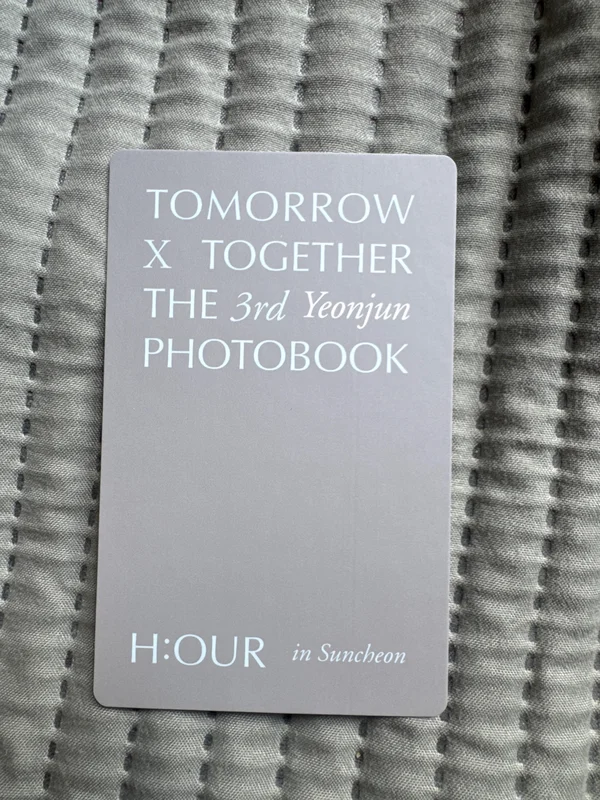 TOMORROW
X TOGETHER
THE 3rd Yeonjun
PHOTOBOOK
H:OUR in Suncheon